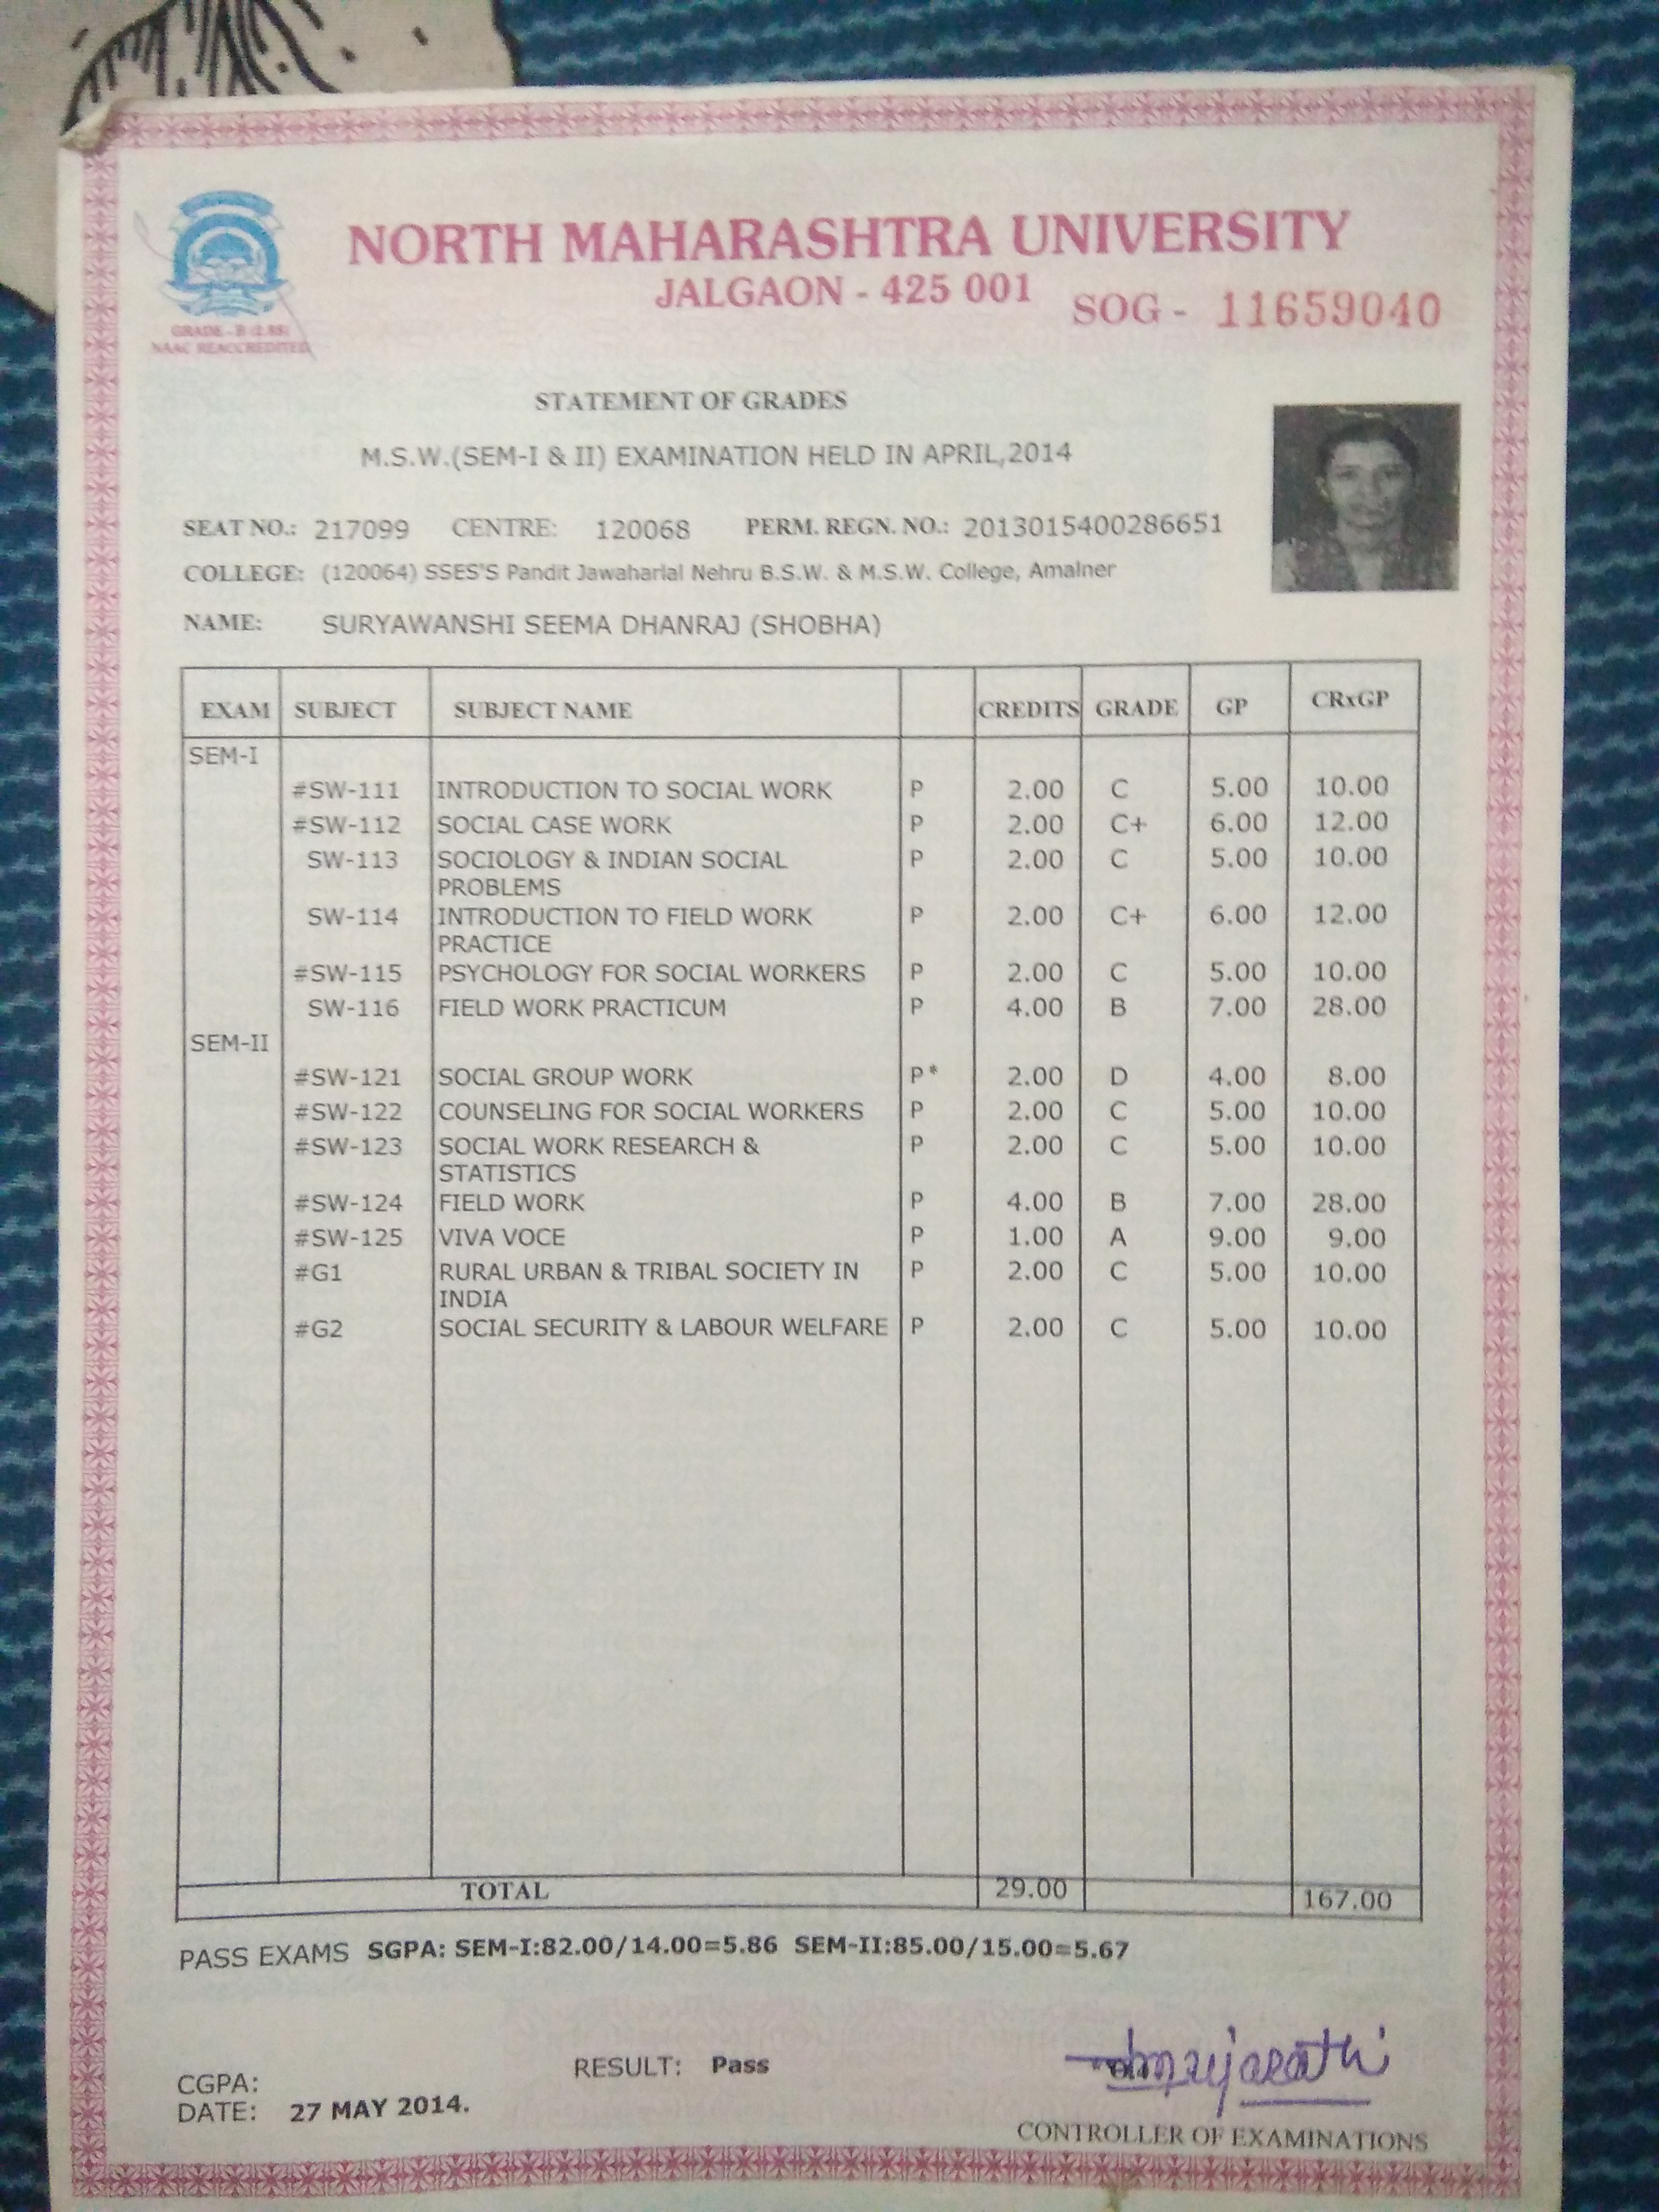 NORTH MAHARASHTRA UNIVERSITY
JALGAON - 425 001
SOG - 11659040
GRADE - B (2.88)
NAAC REACCREDITED
STATEMENT OF GRADES
M.S.W.(SEM-I & II) EXAMINATION HELD IN APRIL,2014
SEAT NO.: 217099 CENTRE: 120068 PERM. REGN. NO.: 2013015400286651
COLLEGE: (120064) SSES'S Pandit Jawaharlal Nehru B.S.W. & M.S.W. College, Amalner
NAME: SURYAWANSHI SEEMA DHANRAJ (SHOBHA)
EXAM SUBJECT SUBJECT NAME CREDITS GRADE GP CRxGP
SEM-I
#SW-111 INTRODUCTION TO SOCIAL WORK P 2.00 C 5.00 10.00
#SW-112 SOCIAL CASE WORK P 2.00 C+ 6.00 12.00
SW-113 SOCIOLOGY & INDIAN SOCIAL P 2.00 C 5.00 10.00
PROBLEMS
SW-114 INTRODUCTION TO FIELD WORK P 2.00 C+ 6.00 12.00
PRACTICE
#SW-115 PSYCHOLOGY FOR SOCIAL WORKERS P 2.00 C 5.00 10.00
SW-116 FIELD WORK PRACTICUM P 4.00 B 7.00 28.00
SEM-II
#SW-121 SOCIAL GROUP WORK P* 2.00 D 4.00 8.00
#SW-122 COUNSELING FOR SOCIAL WORKERS P 2.00 C 5.00 10.00
#SW-123 SOCIAL WORK RESEARCH & P 2.00 C 5.00 10.00
STATISTICS
#SW-124 FIELD WORK P 4.00 B 7.00 28.00
#SW-125 VIVA VOCE P 1.00 A 9.00 9.00
#G1 RURAL URBAN & TRIBAL SOCIETY IN P 2.00 C 5.00 10.00
INDIA
#G2 SOCIAL SECURITY & LABOUR WELFARE P 2.00 C 5.00 10.00
TOTAL 29.00 167.00
PASS EXAMS SGPA: SEM-I:82.00/14.00=5.86 SEM-II:85.00/15.00=5.67
RESULT: Pass
CGPA:
DATE: 27 MAY 2014.
CONTROLLER OF EXAMINATIONS